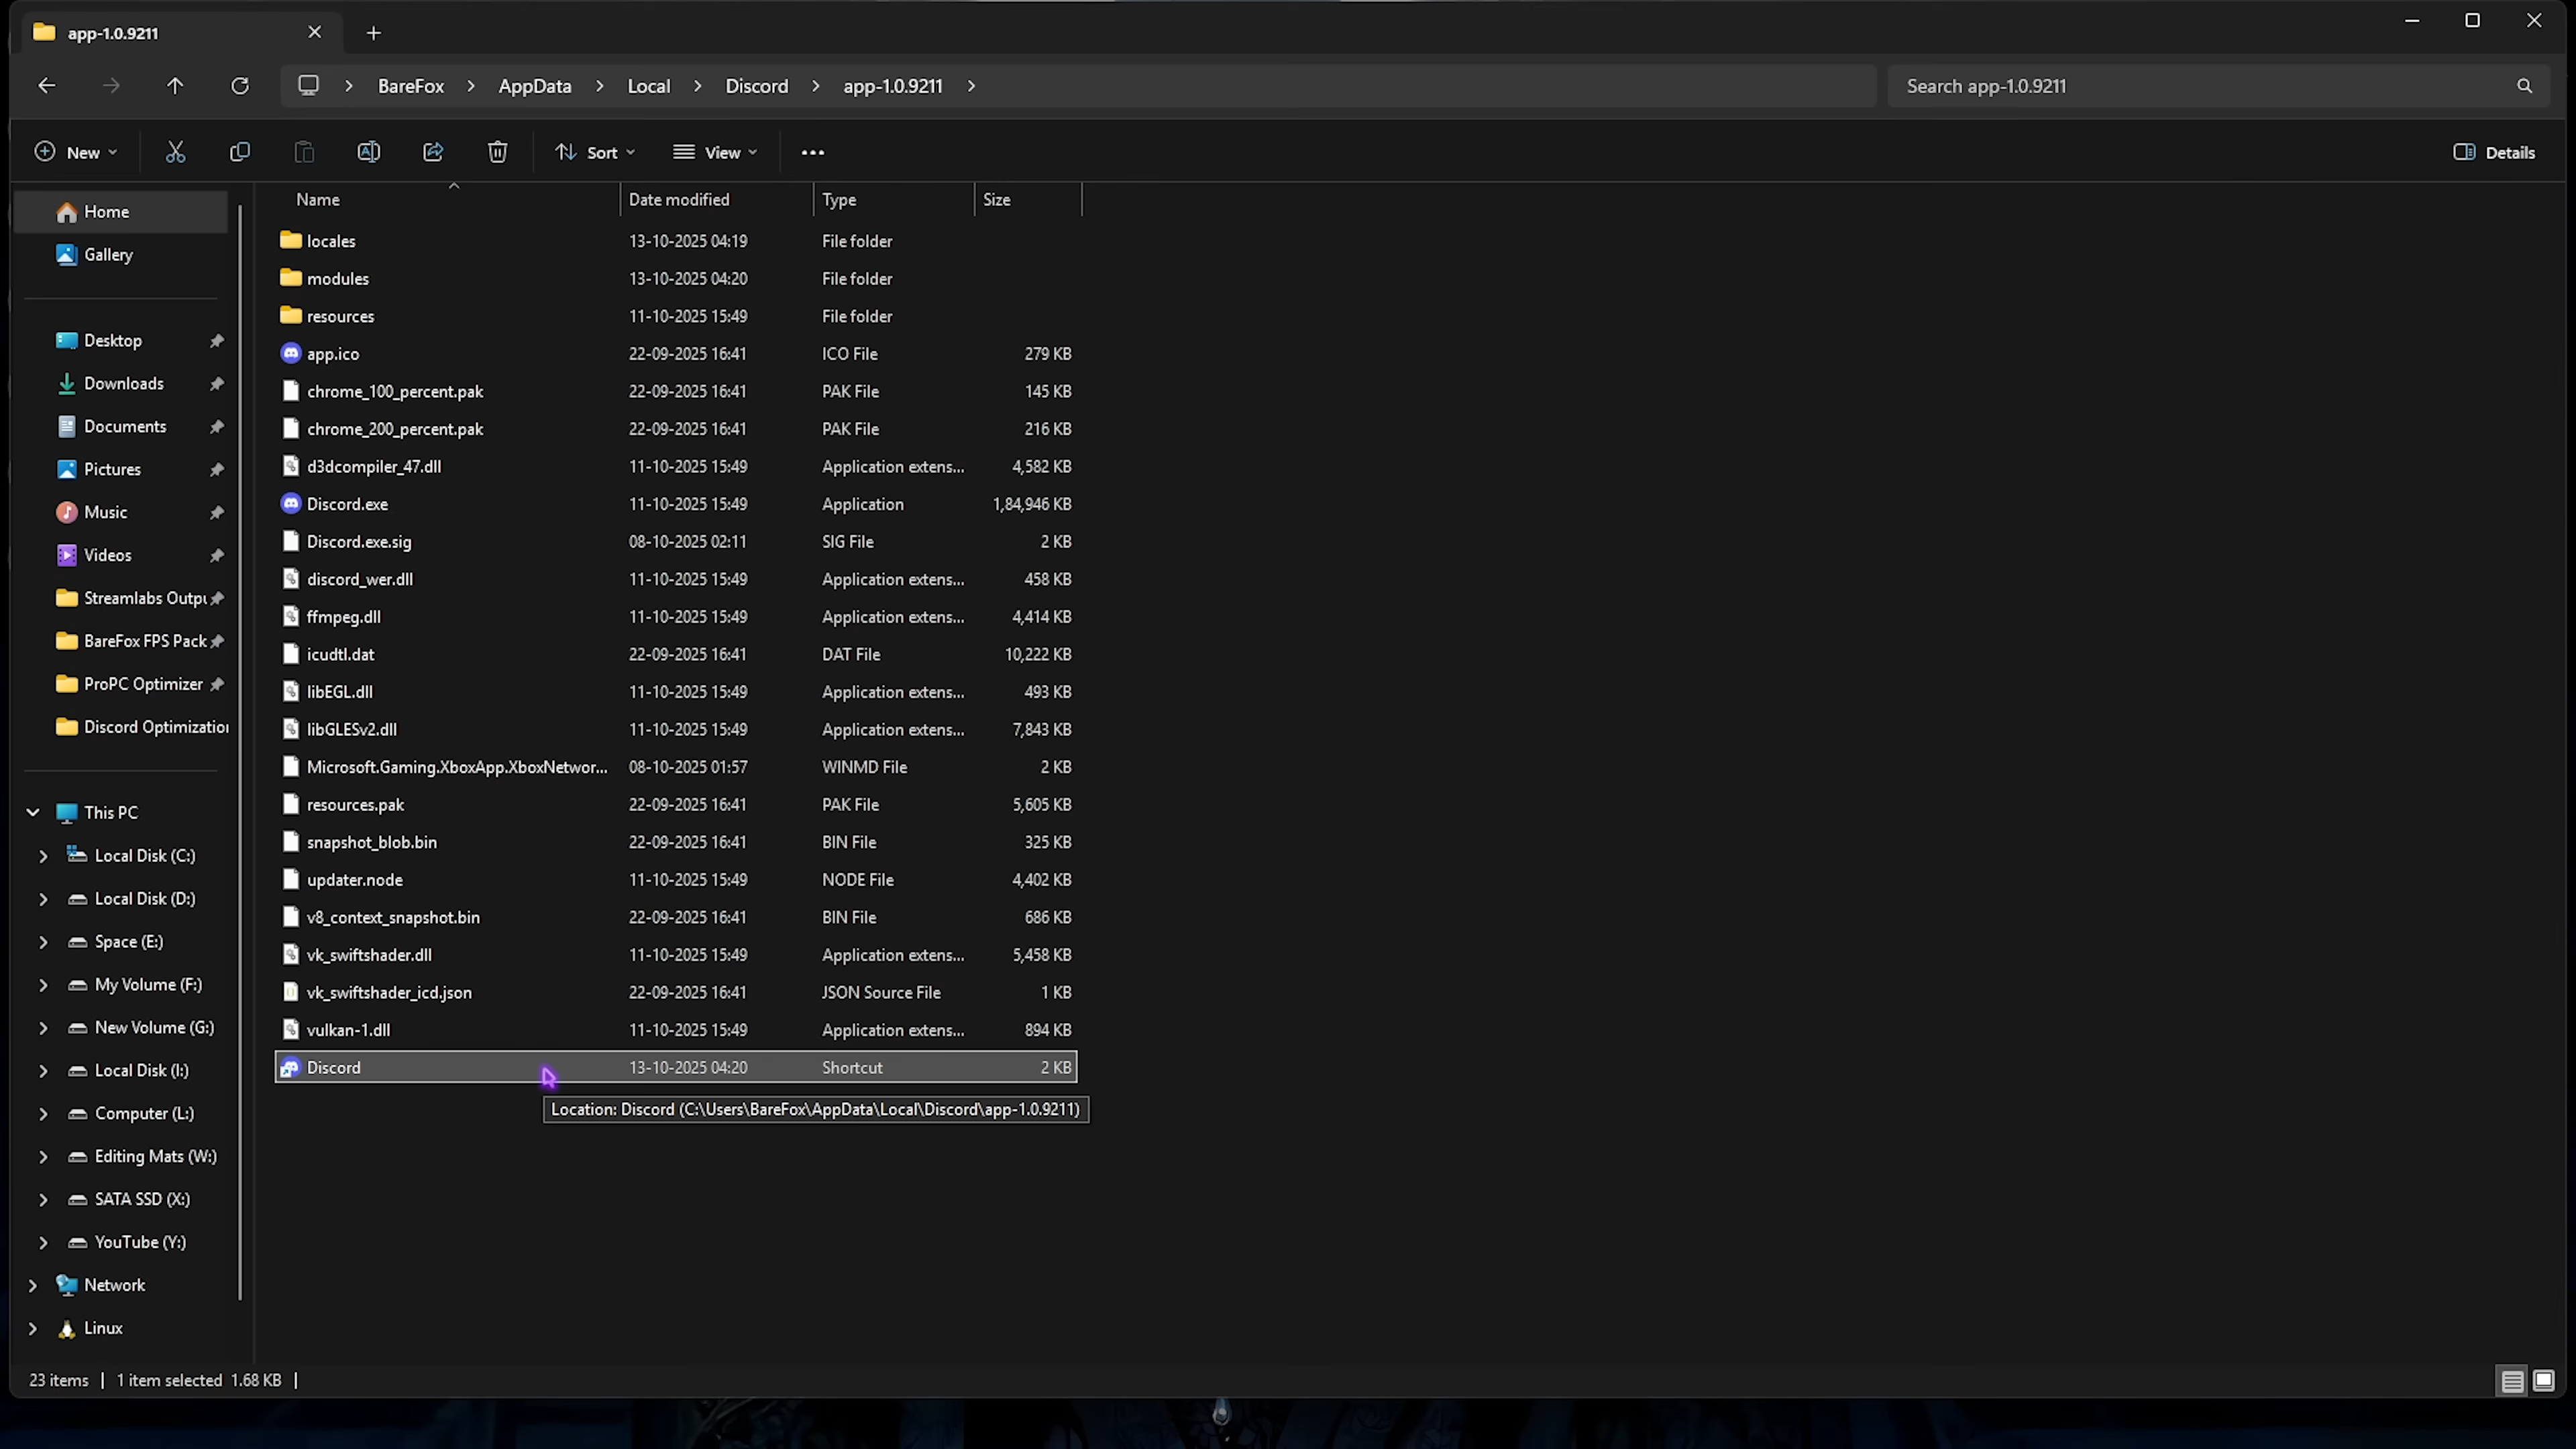 app-1.0.9211
BareFox > AppData > Local > Discord > app-1.0.9211 >
Search app-1.0.9211
New
Sort
View
Details
Name Date modified Type Size
Home
Gallery
Desktop
Downloads
Documents
Pictures
Music
Videos
Streamlabs Outpu
BareFox FPS Pack
ProPC Optimizer
Discord Optimization
This PC
Local Disk (C:)
Local Disk (D:)
Space (E:)
My Volume (F:)
New Volume (G:)
Local Disk (I:)
Computer (L:)
Editing Mats (W:)
SATA SSD (X:)
YouTube (Y:)
Network
Linux
locales 13-10-2025 04:19 File folder
modules 13-10-2025 04:20 File folder
resources 11-10-2025 15:49 File folder
app.ico 22-09-2025 16:41 ICO File 279 KB
chrome_100_percent.pak 22-09-2025 16:41 PAK File 145 KB
chrome_200_percent.pak 22-09-2025 16:41 PAK File 216 KB
d3dcompiler_47.dll 11-10-2025 15:49 Application extens... 4,582 KB
Discord.exe 11-10-2025 15:49 Application 1,84,946 KB
Discord.exe.sig 08-10-2025 02:11 SIG File 2 KB
discord_wer.dll 11-10-2025 15:49 Application extens... 458 KB
ffmpeg.dll 11-10-2025 15:49 Application extens... 4,414 KB
icudtl.dat 22-09-2025 16:41 DAT File 10,222 KB
libEGL.dll 11-10-2025 15:49 Application extens... 493 KB
libGLESv2.dll 11-10-2025 15:49 Application extens... 7,843 KB
Microsoft.Gaming.XboxApp.XboxNetwor... 08-10-2025 01:57 WINMD File 2 KB
resources.pak 22-09-2025 16:41 PAK File 5,605 KB
snapshot_blob.bin 22-09-2025 16:41 BIN File 325 KB
updater.node 11-10-2025 15:49 NODE File 4,402 KB
v8_context_snapshot.bin 22-09-2025 16:41 BIN File 686 KB
vk_swiftshader.dll 11-10-2025 15:49 Application extens... 5,458 KB
vk_swiftshader_icd.json 22-09-2025 16:41 JSON Source File 1 KB
vulkan-1.dll 11-10-2025 15:49 Application extens... 894 KB
Discord 13-10-2025 04:20 Shortcut 2 KB
Location: Discord (C:\Users\BareFox\AppData\Local\Discord\app-1.0.9211)
23 items | 1 item selected 1.68 KB |